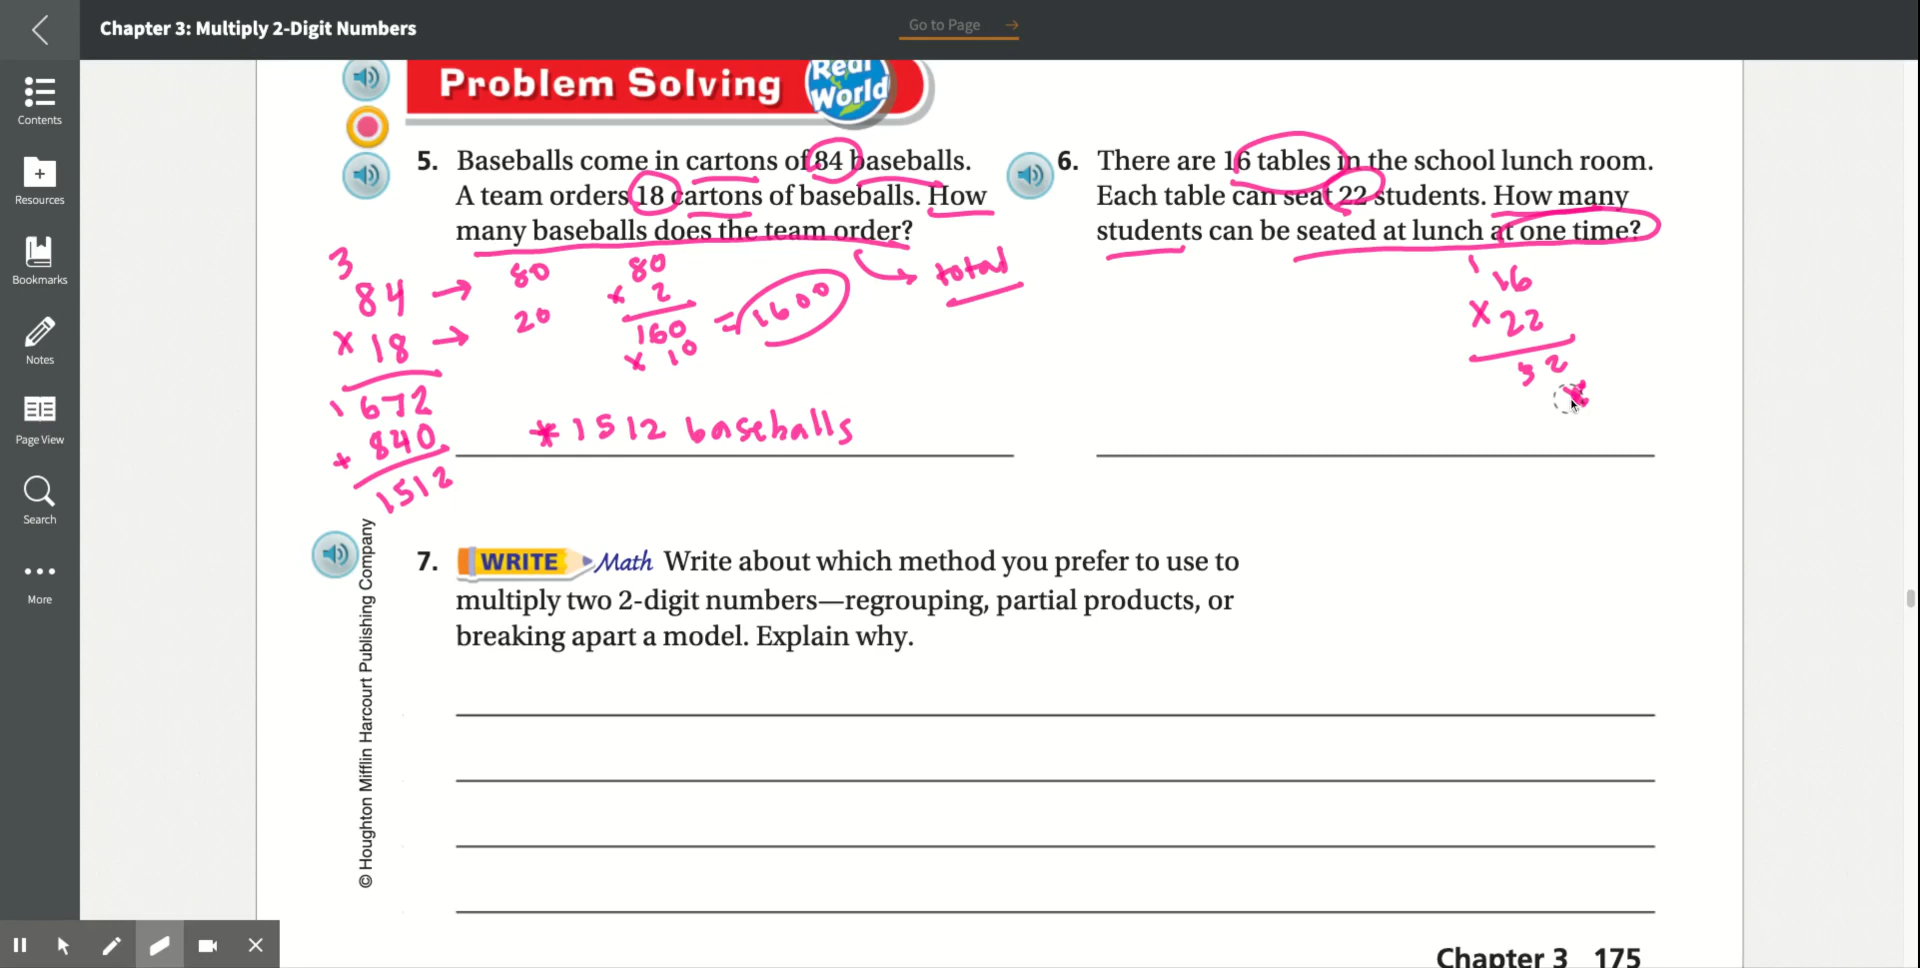 Chapter 3: Multiply 2-Digit Numbers
Go to Page →
Contents
Resources
Bookmarks
Notes
Page View
Search
More
Problem Solving Real World
5. Baseballs come in cartons of 84 baseballs.
A team orders 18 cartons of baseballs. How
many baseballs does the team order?
3
84 → 80
× 18 → 20
1672
+ 840
1512
80
× 2
160
× 10
= 1600
total
* 1512 baseballs
6. There are 16 tables in the school lunch room.
Each table can seat 22 students. How many
students can be seated at lunch at one time?
1
16
× 22
32
7. WRITE Math Write about which method you prefer to use to
multiply two 2-digit numbers—regrouping, partial products, or
breaking apart a model. Explain why.
© Houghton Mifflin Harcourt Publishing Company
Chapter 3 175